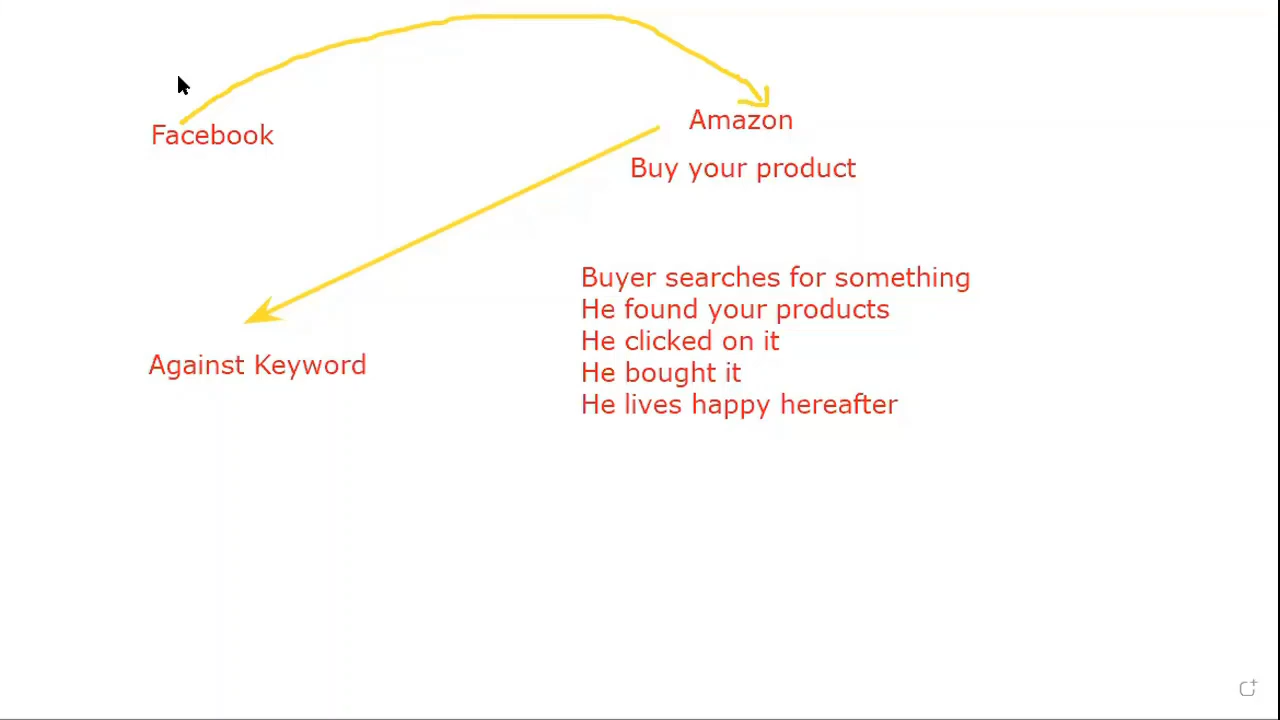 Facebook
Amazon
Buy your product
Buyer searches for something
He found your products
He clicked on it
He bought it
He lives happy hereafter
Against Keyword